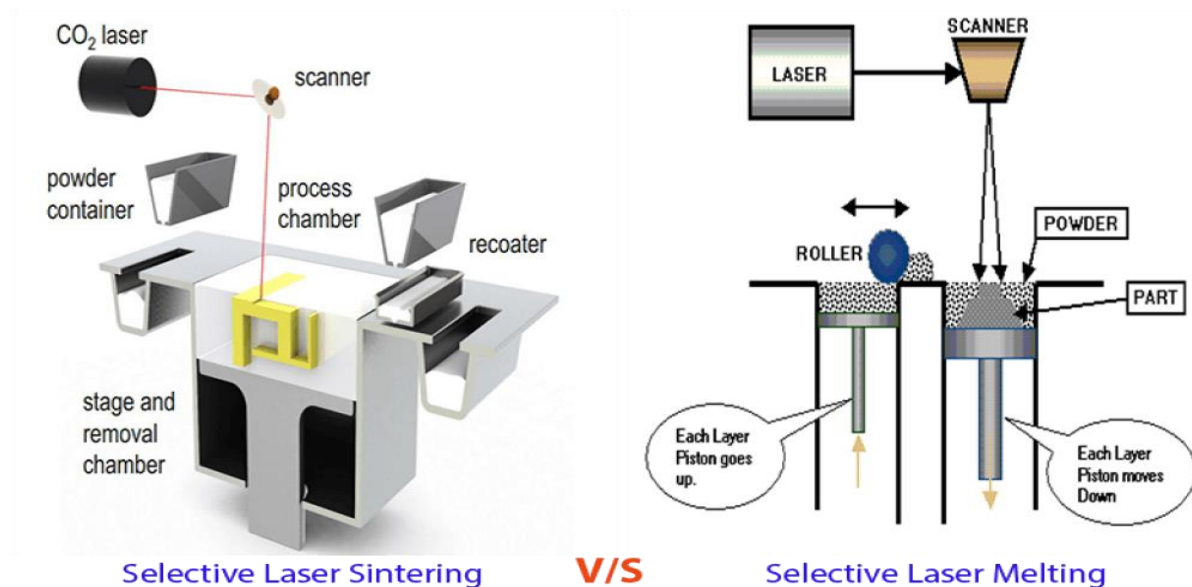 CO₂ laser
scanner
powder
container
process
chamber
recoater
stage and
removal
chamber
SCANNER
LASER
POWDER
ROLLER
PART
Each Layer
Piston goes
up.
Each Layer
Piston moves
Down
Selective Laser Sintering
V/S
Selective Laser Melting